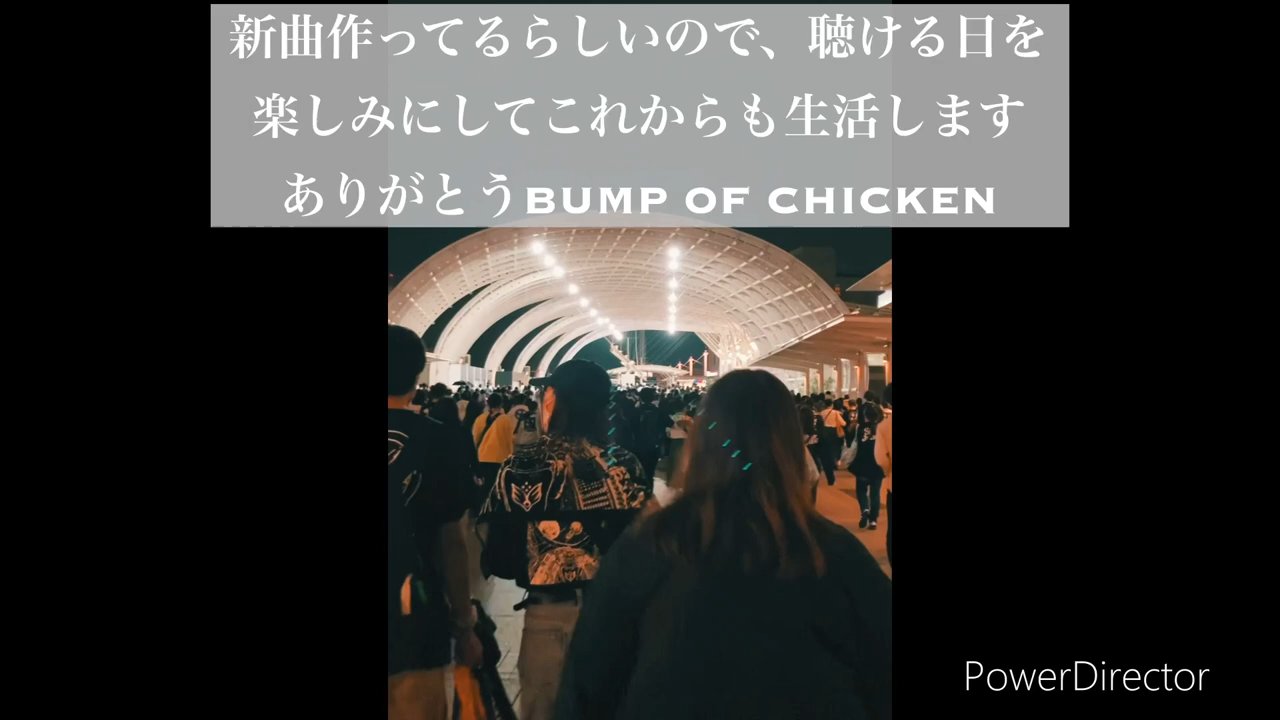 新曲作ってるらしいので、聴ける日を
楽しみにしてこれからも生活します
ありがとうBUMP OF CHICKEN
PowerDirector